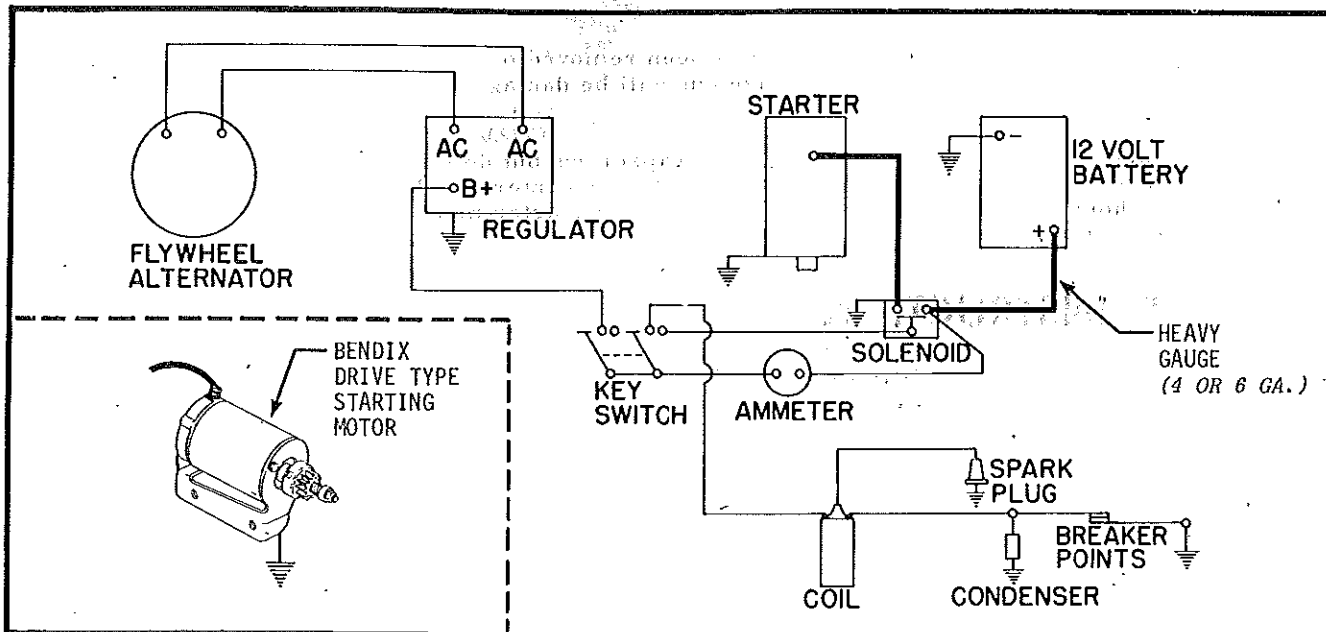 STARTER
AC AC
B+
REGULATOR
FLYWHEEL
ALTERNATOR
-
12 VOLT
BATTERY
+
SOLENOID
HEAVY
GAUGE
(4 OR 6 GA.)
KEY
SWITCH
AMMETER
BENDIX
DRIVE TYPE
STARTING
MOTOR
SPARK
PLUG
BREAKER
POINTS
COIL
CONDENSER